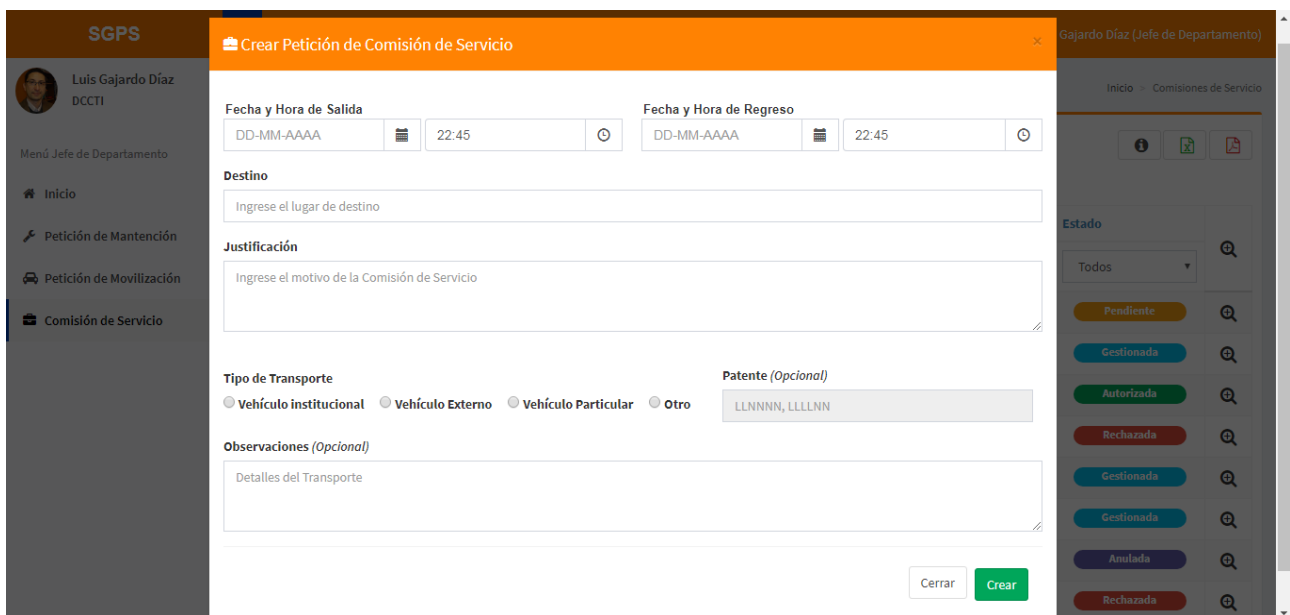 SGPS
Crear Petición de Comisión de Servicio
×
Gajardo Díaz (Jefe de Departamento)
Luis Gajardo Díaz
DCCTI
Inicio > Comisiones de Servicio
Menú Jefe de Departamento
Inicio
Petición de Mantención
Petición de Movilización
Comisión de Servicio
Fecha y Hora de Salida
Fecha y Hora de Regreso
DD-MM-AAAA
22:45
DD-MM-AAAA
22:45
Destino
Ingrese el lugar de destino
Justificación
Ingrese el motivo de la Comisión de Servicio
Tipo de Transporte
Patente (Opcional)
Vehículo institucional Vehículo Externo Vehículo Particular Otro
LLNNNN, LLLLNN
Observaciones (Opcional)
Detalles del Transporte
Cerrar
Crear
Estado
Todos
Pendiente
Gestionada
Autorizada
Rechazada
Gestionada
Gestionada
Anulada
Rechazada